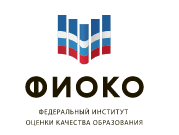 ФИОКО
ФЕДЕРАЛЬНЫЙ ИНСТИТУТ
ОЦЕНКИ КАЧЕСТВА ОБРАЗОВАНИЯ